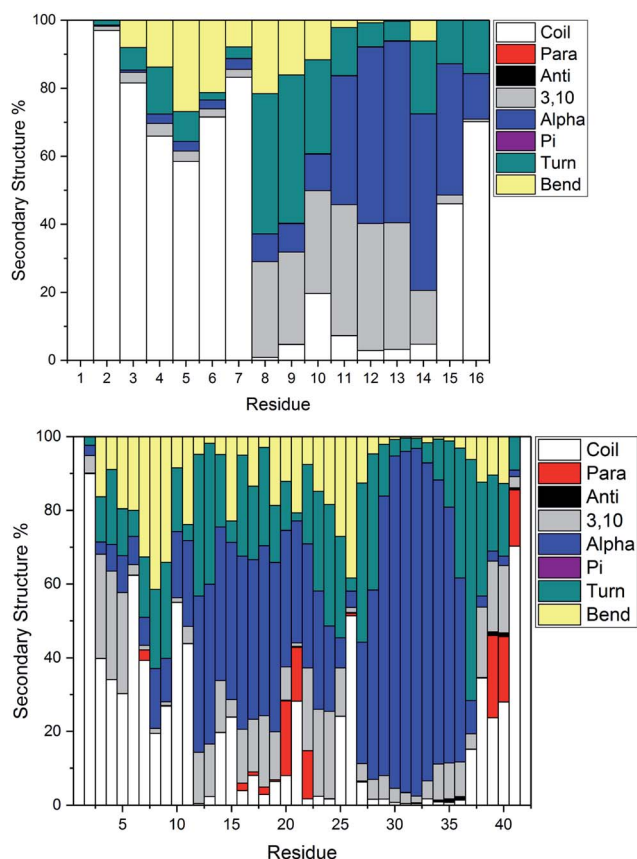 100
80
60
40
20
0
Secondary Structure %
1 2 3 4 5 6 7 8 9 10 11 12 13 14 15 16
Residue
Coil
Para
Anti
3,10
Alpha
Pi
Turn
Bend
100
80
60
40
20
0
Secondary Structure %
5 10 15 20 25 30 35 40
Residue
Coil
Para
Anti
3,10
Alpha
Pi
Turn
Bend